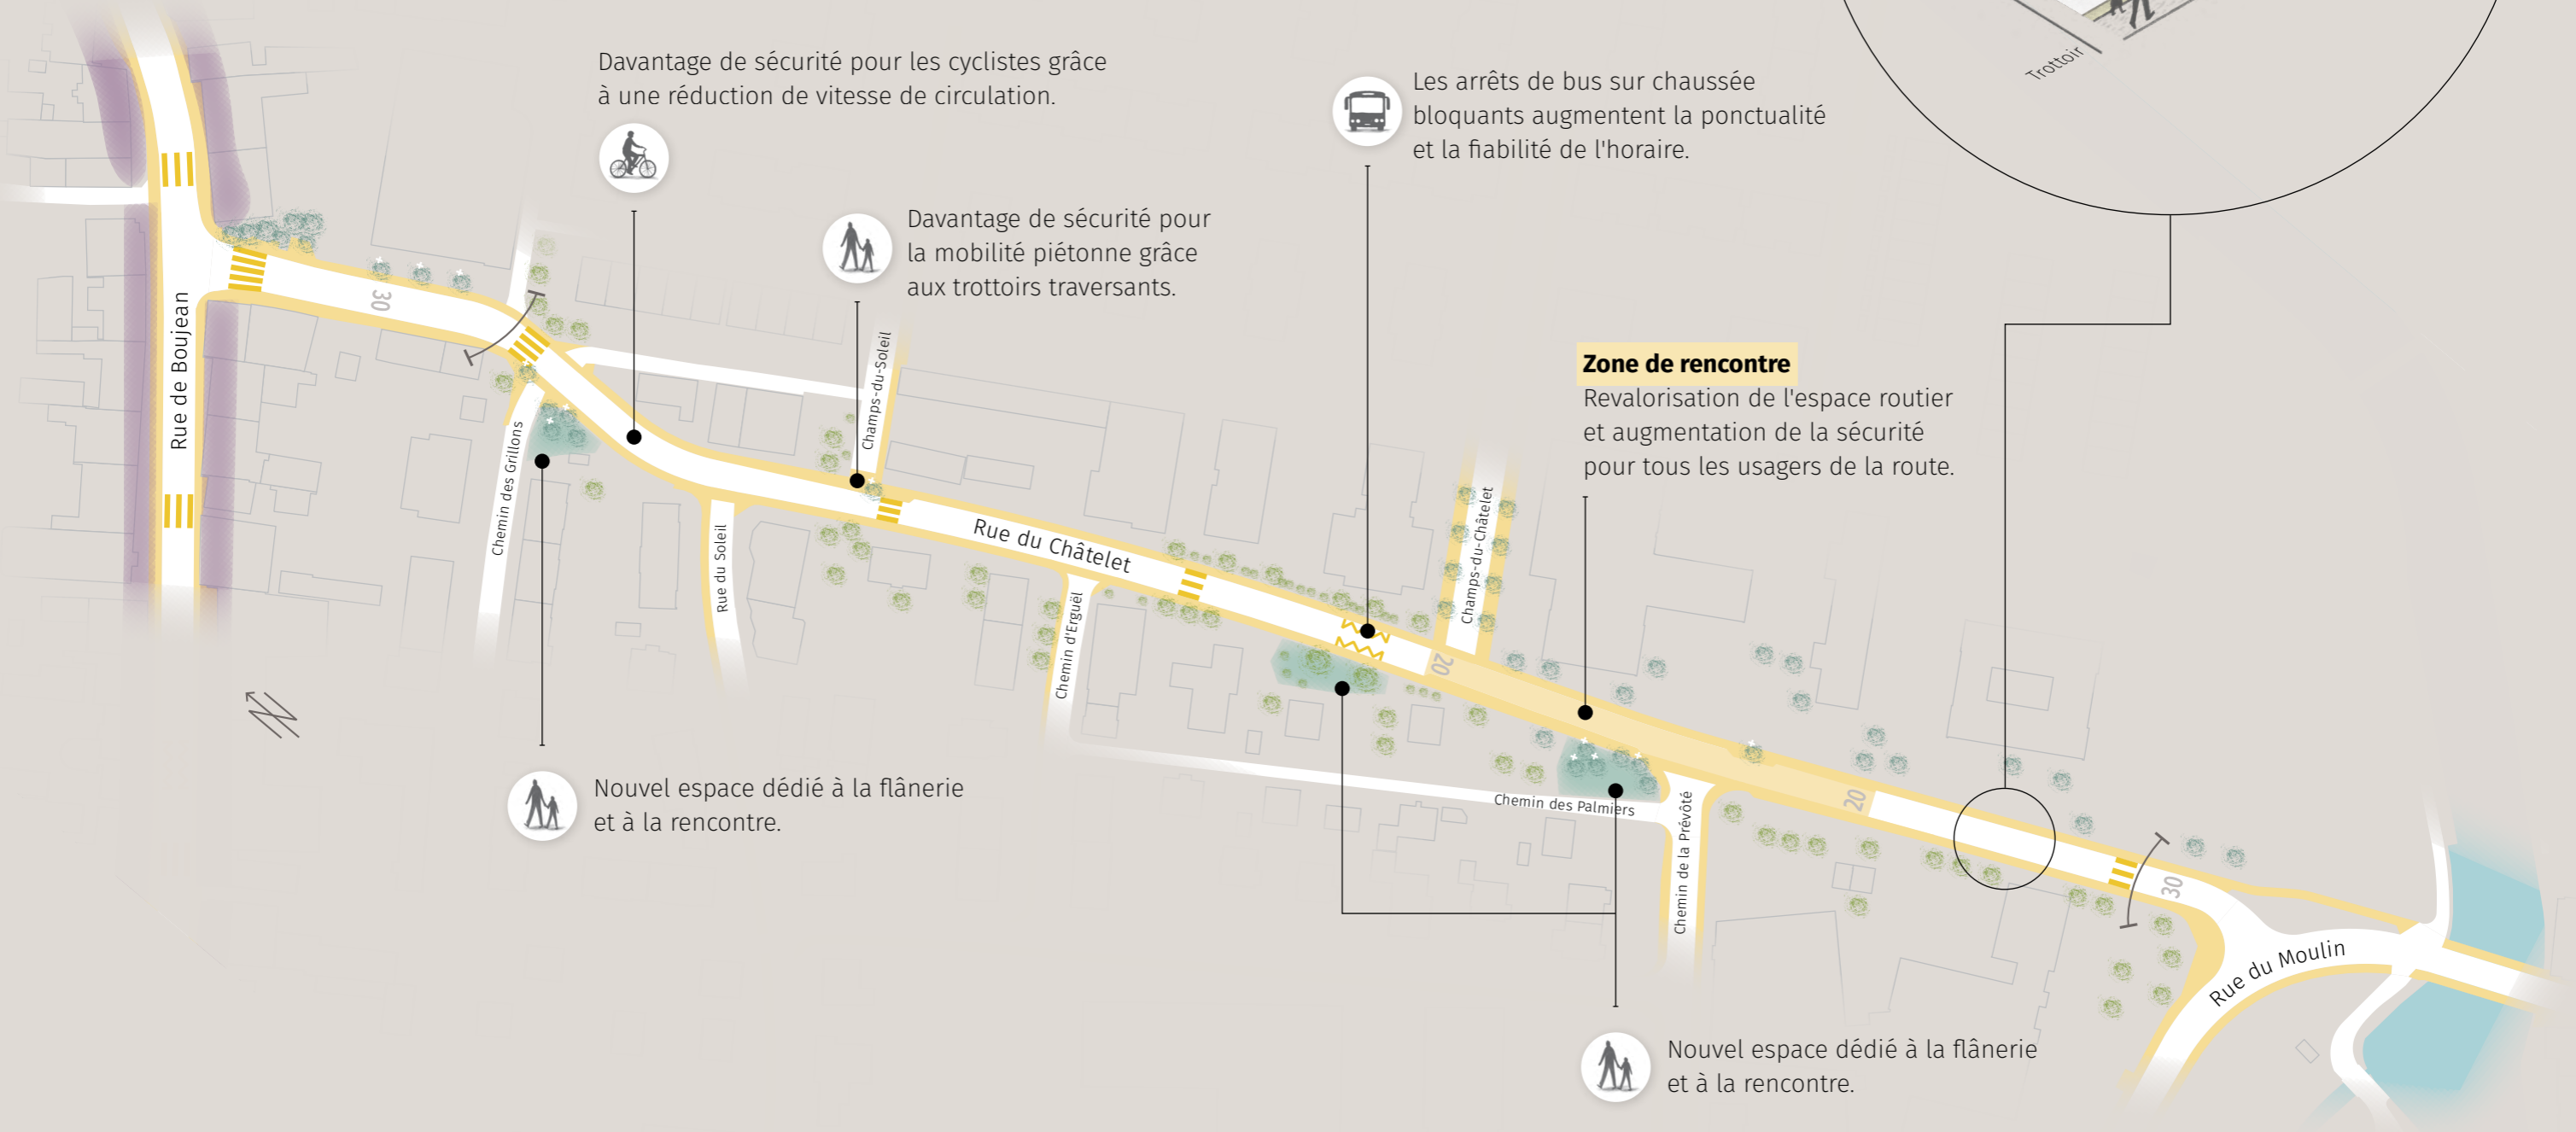 Trottoir
Davantage de sécurité pour les cyclistes grâce
à une réduction de vitesse de circulation.
Les arrêts de bus sur chaussée
bloquants augmentent la ponctualité
et la fiabilité de l'horaire.
Davantage de sécurité pour
la mobilité piétonne grâce
aux trottoirs traversants.
Zone de rencontre
Revalorisation de l'espace routier
et augmentation de la sécurité
pour tous les usagers de la route.
Rue de Boujean
30
Chemin des Grillons
Champs-du-Soleil
Rue du Soleil
Rue du Châtelet
Chemin d'Erguël
Champs-du-Châtelet
20
Chemin des Palmiers
Chemin de la Prévôté
20
30
Rue du Moulin
Nouvel espace dédié à la flânerie
et à la rencontre.
Nouvel espace dédié à la flânerie
et à la rencontre.